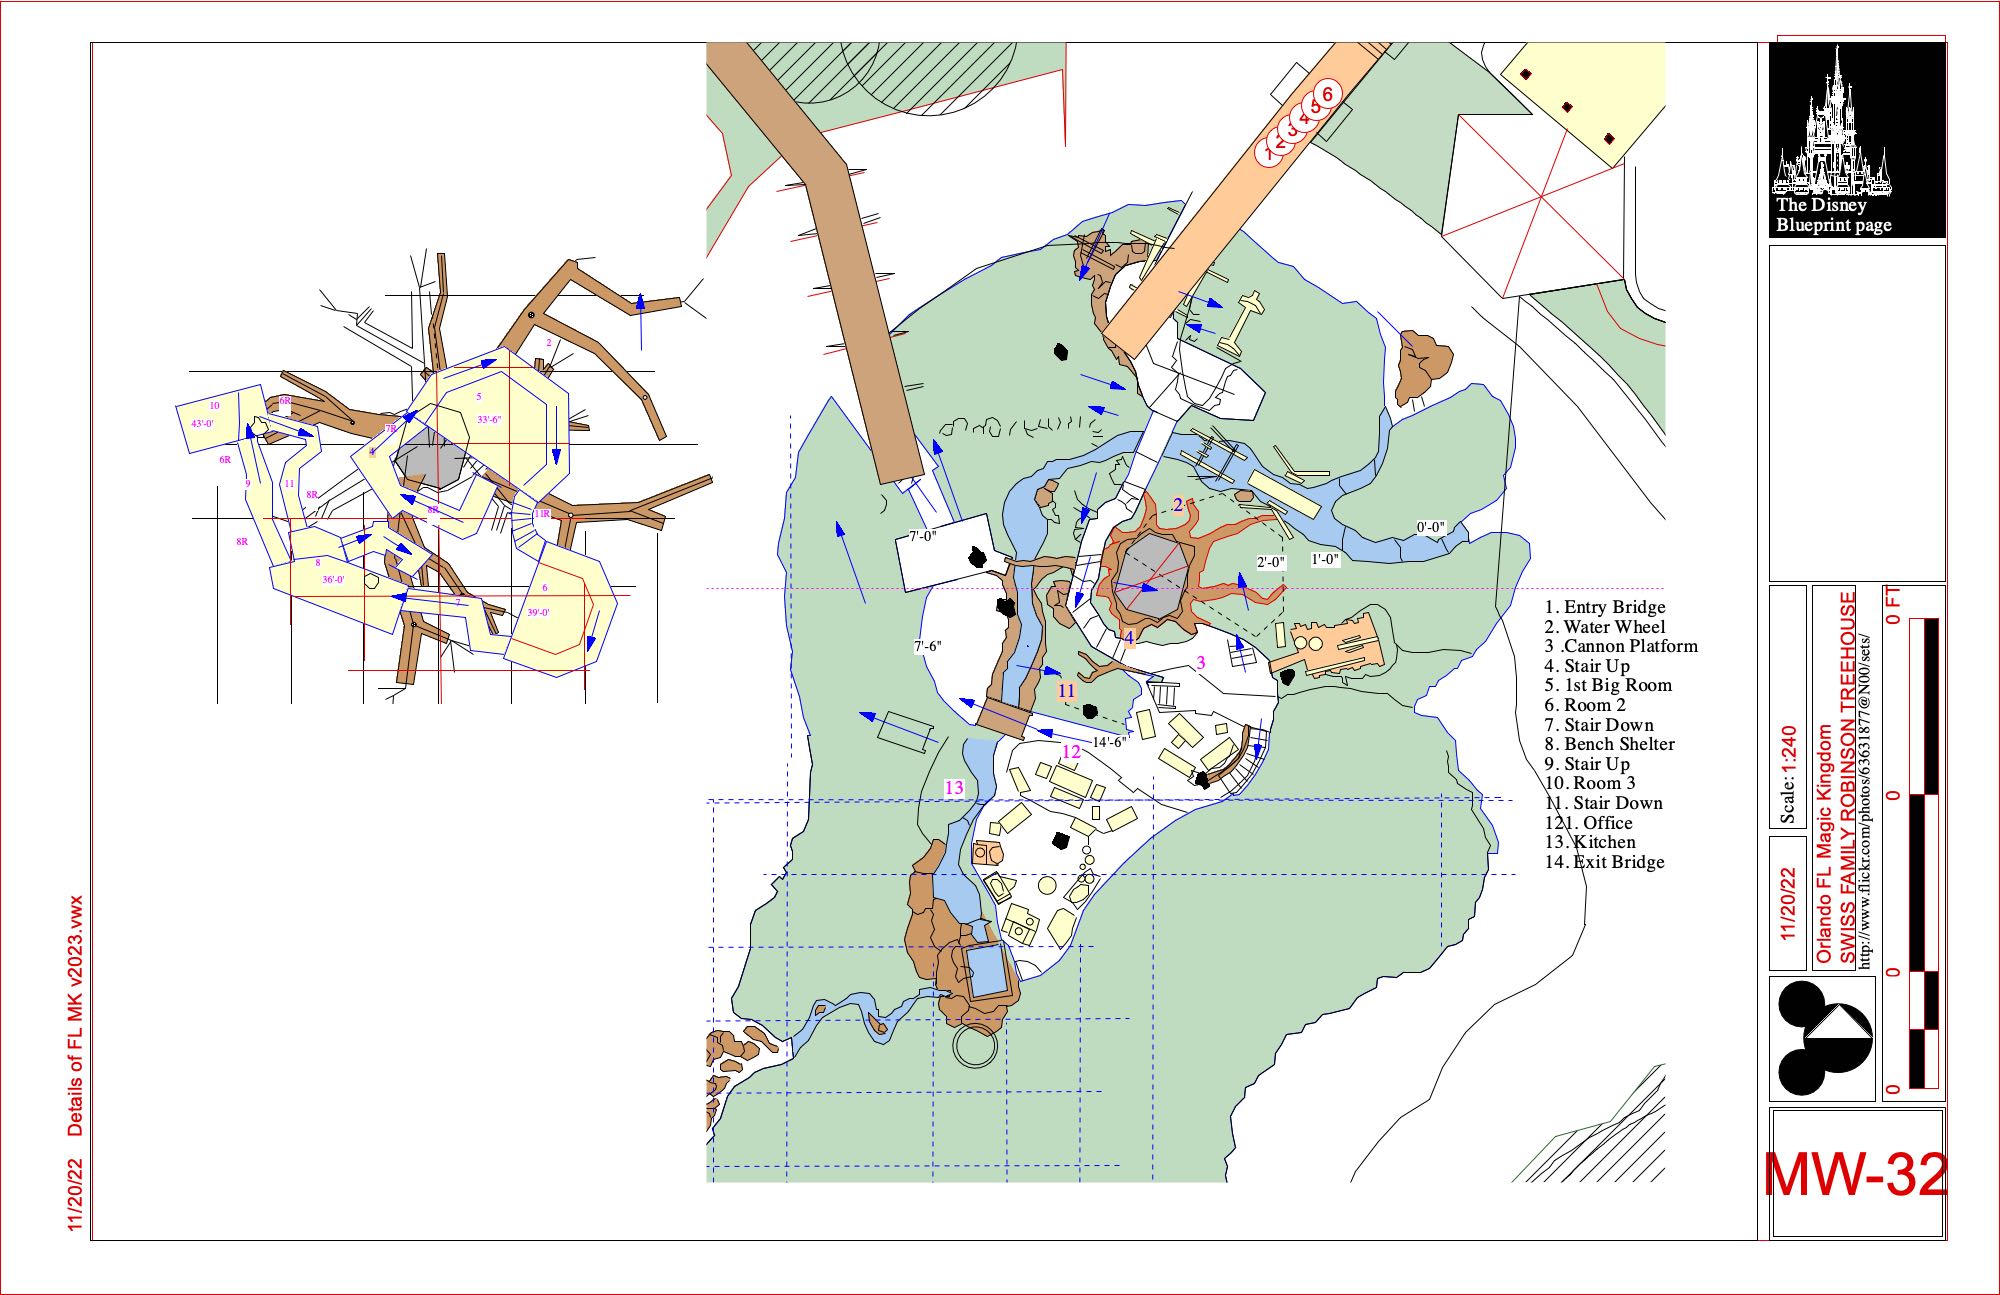 10
43'-0'
6R
6R
7R
4
5
33'-6"
2
9
11
8R
8R
11R
8R
8
36'-0'
7
6
39'-0'
1
2
3
4
5
6
2
7'-0"
0'-0"
1'-0"
2'-0"
4
7'-6"
3
11
14'-6"
12
13
1. Entry Bridge
2. Water Wheel
3 .Cannon Platform
4. Stair Up
5. 1st Big Room
6. Room 2
7. Stair Down
8. Bench Shelter
9. Stair Up
10. Room 3
11. Stair Down
121. Office
13. Kitchen
14. Exit Bridge
The Disney
Blueprint page
Scale: 1:240
11/20/22
Orlando FL Magic Kingdom
SWISS FAMILY ROBINSON TREEHOUSE
http://www.flickr.com/photos/63631877@N00/sets/
0 FT
0
0
0
MW-32
11/20/22 Details of FL MK v2023.vwx